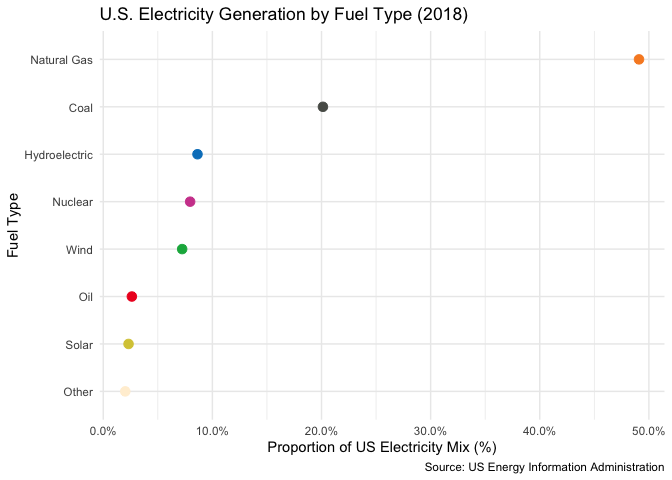 U.S. Electricity Generation by Fuel Type (2018)
Fuel Type
Natural Gas
Coal
Hydroelectric
Nuclear
Wind
Oil
Solar
Other
0.0% 10.0% 20.0% 30.0% 40.0% 50.0%
Proportion of US Electricity Mix (%)
Source: US Energy Information Administration